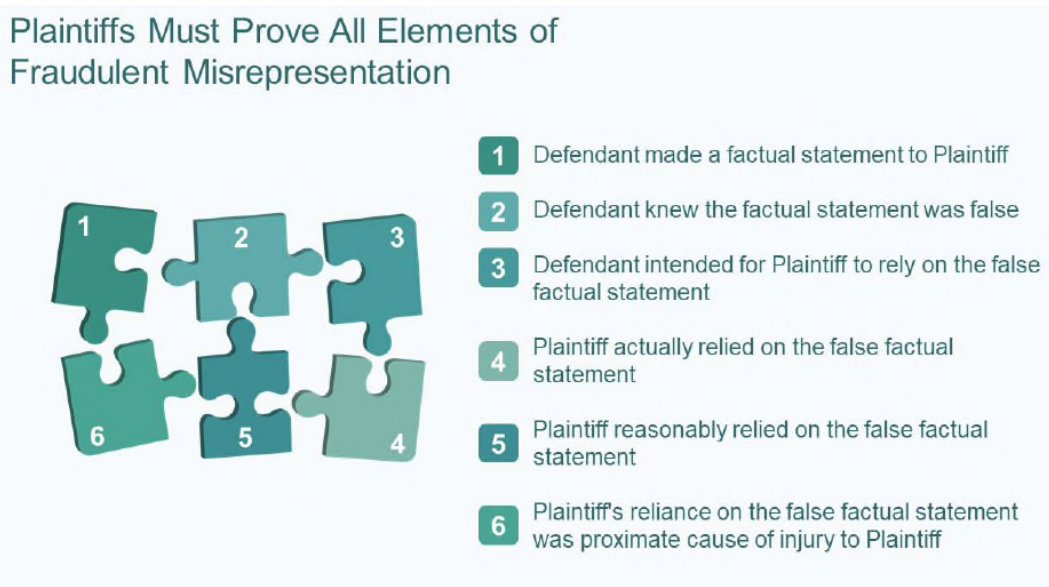 Plaintiffs Must Prove All Elements of
Fraudulent Misrepresentation
1 Defendant made a factual statement to Plaintiff
2 Defendant knew the factual statement was false
3 Defendant intended for Plaintiff to rely on the false
factual statement
4 Plaintiff actually relied on the false factual
statement
5 Plaintiff reasonably relied on the false factual
statement
6 Plaintiff's reliance on the false factual statement
was proximate cause of injury to Plaintiff
1
2
3
6
5
4